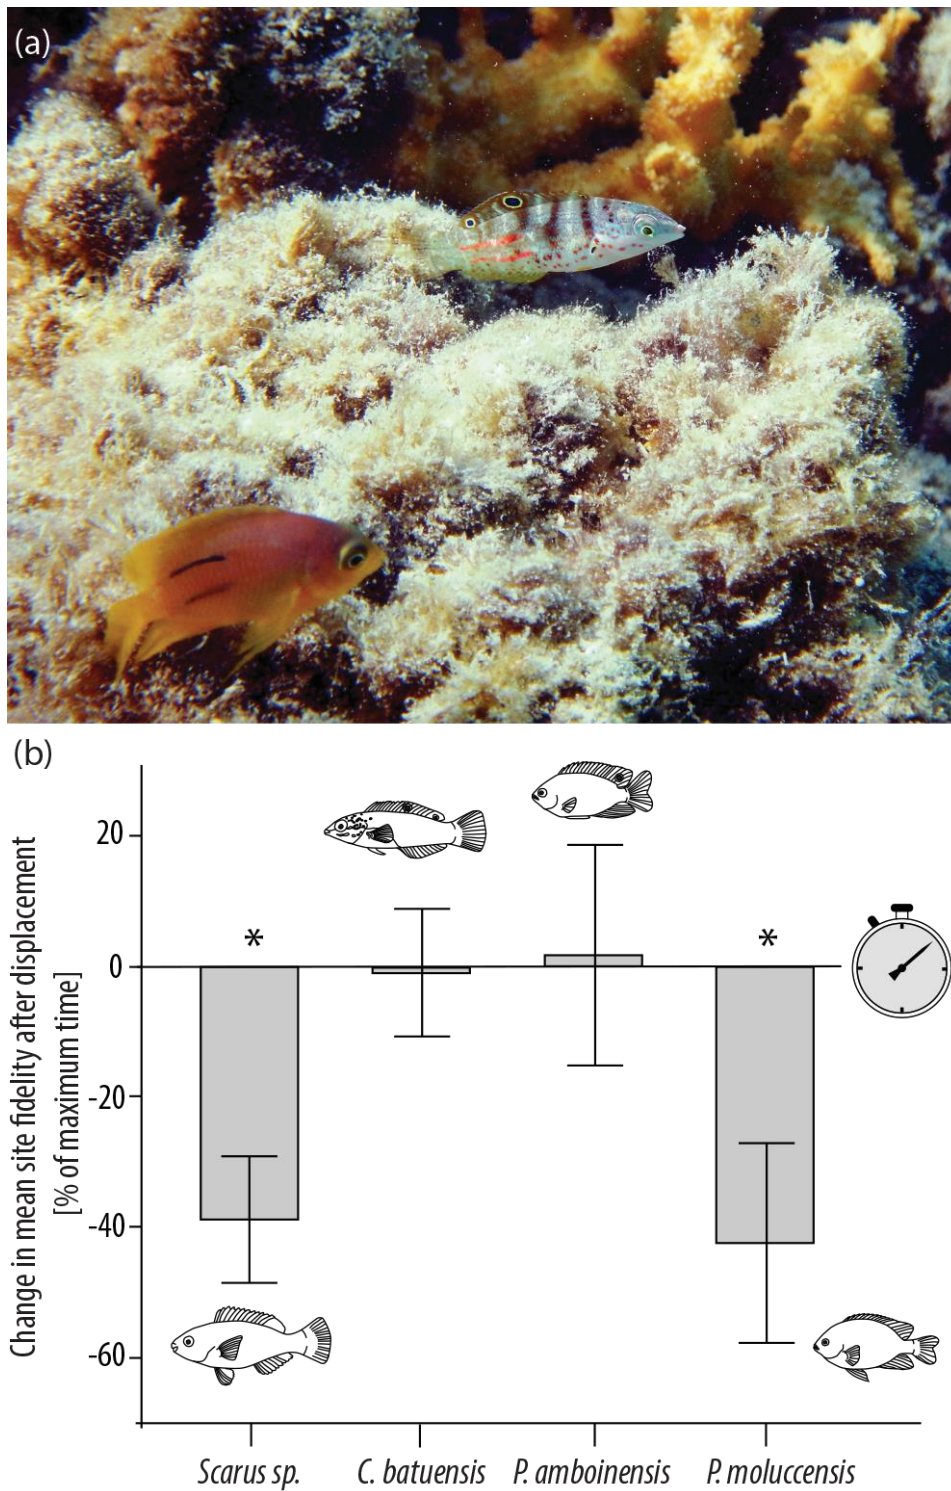 (a)
(b)
Change in mean site fidelity after displacement
[% of maximum time]
20
0
-20
-40
-60
*
*
Scarus sp.
C. batuensis
P. amboinensis
P. moluccensis